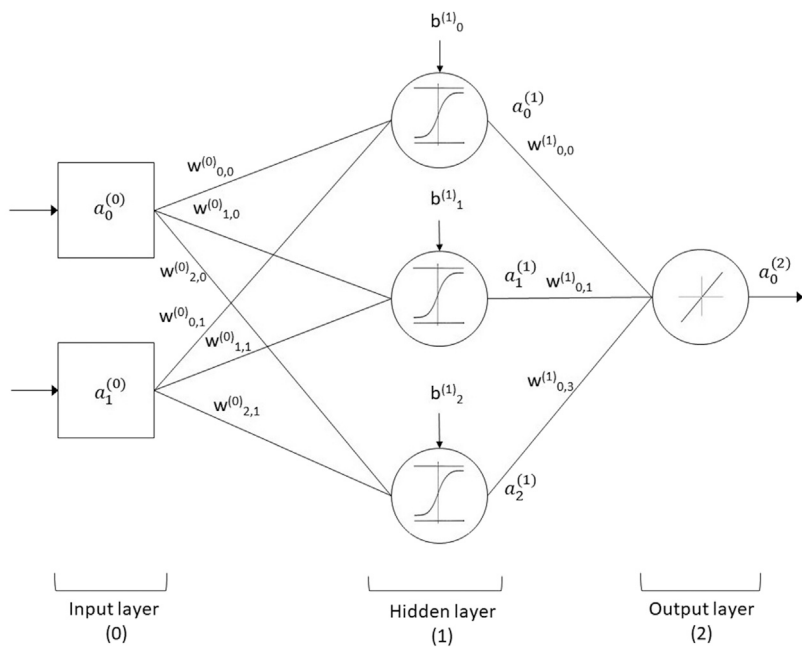 b⁽¹⁾₀
a₀⁽¹⁾
w⁽¹⁾₀,₀
w⁽⁰⁾₀,₀
a₀⁽⁰⁾
w⁽⁰⁾₁,₀
b⁽¹⁾₁
w⁽⁰⁾₂,₀
a₁⁽¹⁾
w⁽¹⁾₀,₁
a₀⁽²⁾
w⁽⁰⁾₀,₁
w⁽⁰⁾₁,₁
a₁⁽⁰⁾
w⁽⁰⁾₂,₁
b⁽¹⁾₂
w⁽¹⁾₀,₃
a₂⁽¹⁾
Input layer
(0)
Hidden layer
(1)
Output layer
(2)